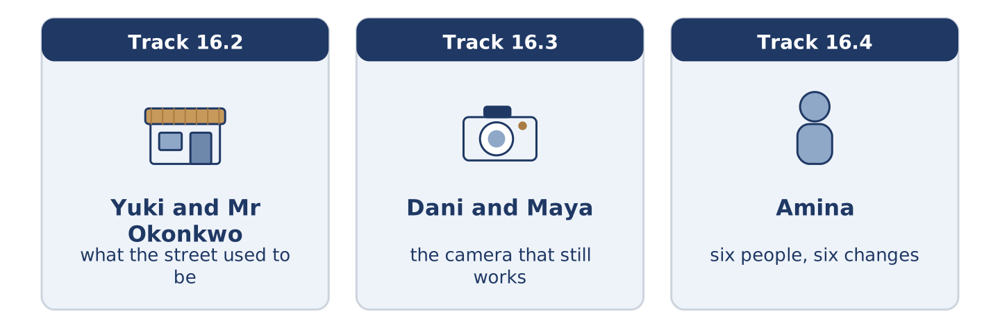 Track 16.2
Yuki and Mr
Okonkwo
what the street used to
be
Track 16.3
Dani and Maya
the camera that still
works
Track 16.4
Amina
six people, six changes